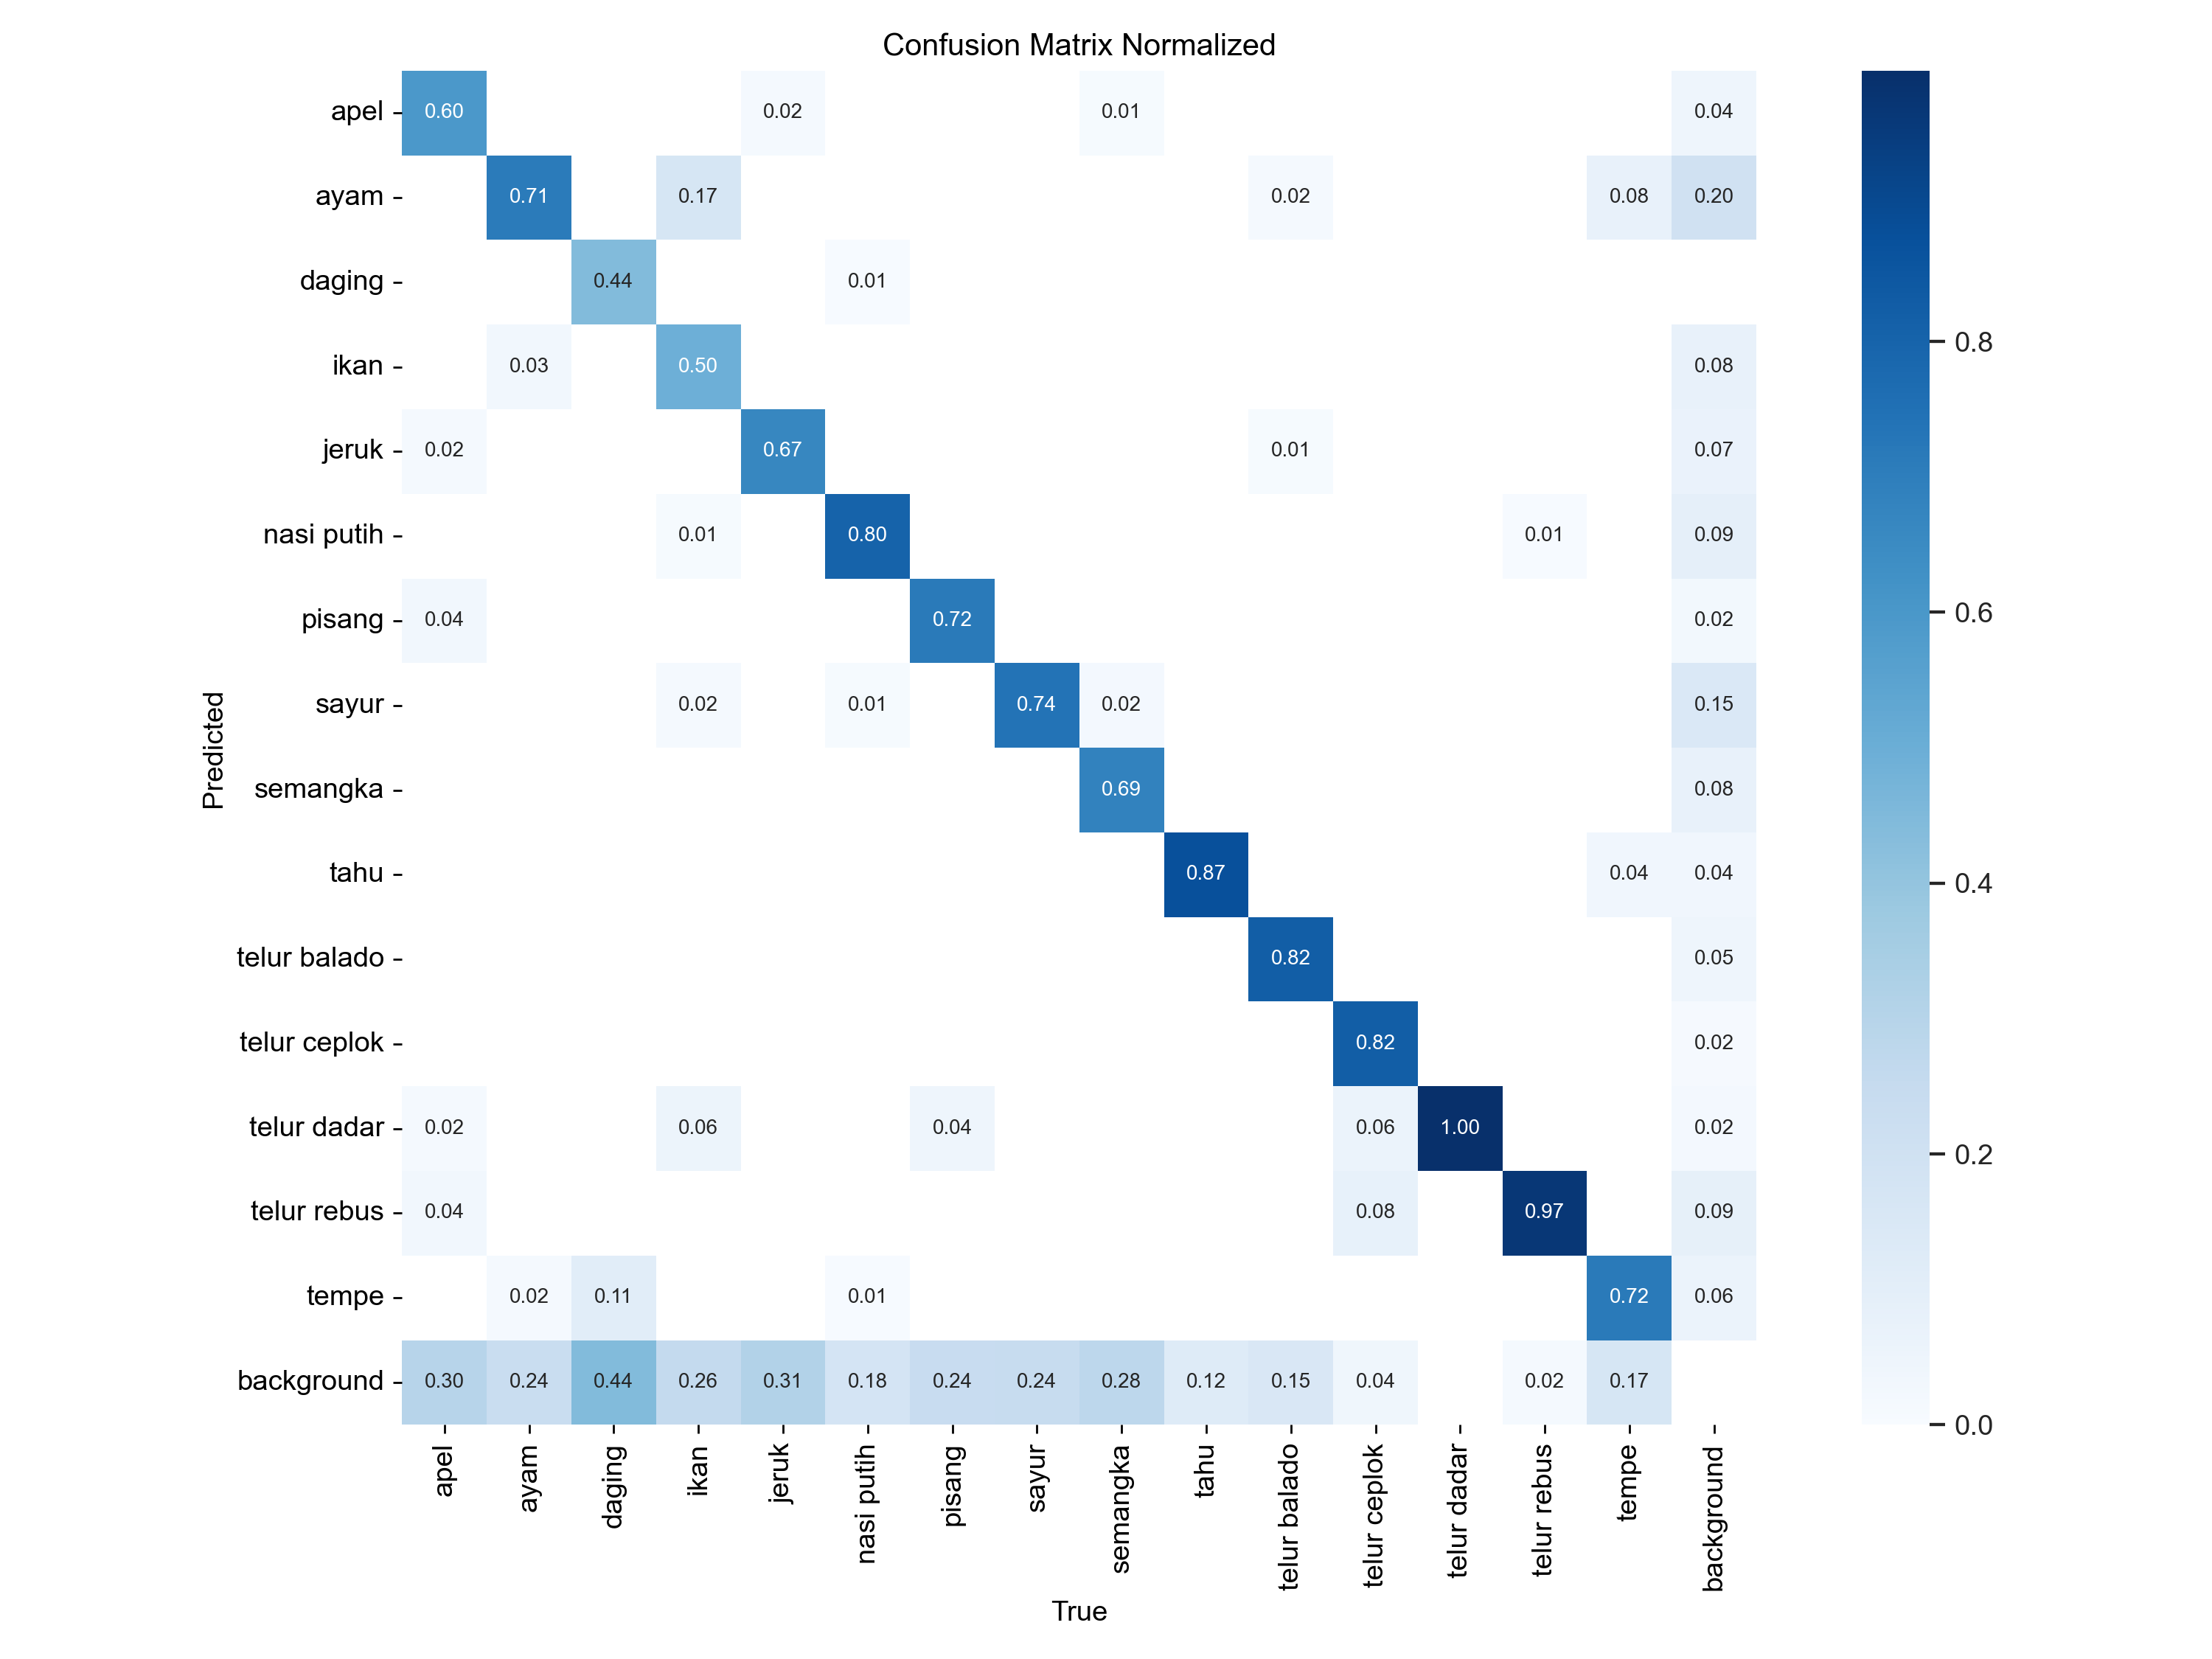 Confusion Matrix Normalized
apel 0.60 0.02 0.01 0.04
ayam 0.71 0.17 0.02 0.08 0.20
daging 0.44 0.01
ikan 0.03 0.50 0.08
jeruk 0.02 0.67 0.01 0.07
nasi putih 0.01 0.80 0.01 0.09
pisang 0.04 0.72 0.02
sayur 0.02 0.01 0.74 0.02 0.15
semangka 0.69 0.08
tahu 0.87 0.04 0.04
telur balado 0.82 0.05
telur ceplok 0.82 0.02
telur dadar 0.02 0.06 0.04 0.06 1.00 0.02
telur rebus 0.04 0.08 0.97 0.09
tempe 0.02 0.11 0.01 0.72 0.06
background 0.30 0.24 0.44 0.26 0.31 0.18 0.24 0.24 0.28 0.12 0.15 0.04 0.02 0.17
Predicted
apel
ayam
daging
ikan
jeruk
nasi putih
pisang
sayur
semangka
tahu
telur balado
telur ceplok
telur dadar
telur rebus
tempe
background
True
0.8
0.6
0.4
0.2
0.0